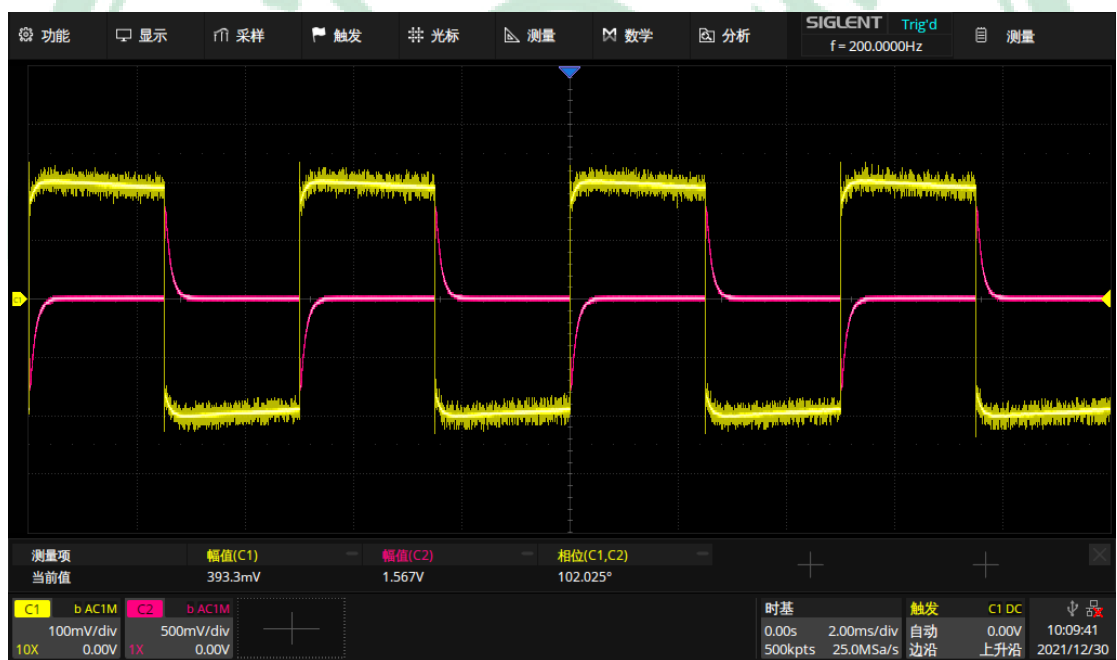 功能 显示 采样 触发 光标 测量 数学 分析 SIGLENT Trig'd 测量
f = 200.0000Hz
C1
测量项 幅值(C1) 幅值(C2) 相位(C1,C2)
当前值 393.3mV 1.567V 102.025°
C1 b AC1M C2 b AC1M 时基 触发 C1 DC
100mV/div 500mV/div 0.00s 2.00ms/div 自动 0.00V 10:09:41
10X 0.00V 1X 0.00V 500kpts 25.0MSa/s 边沿 上升沿 2021/12/30